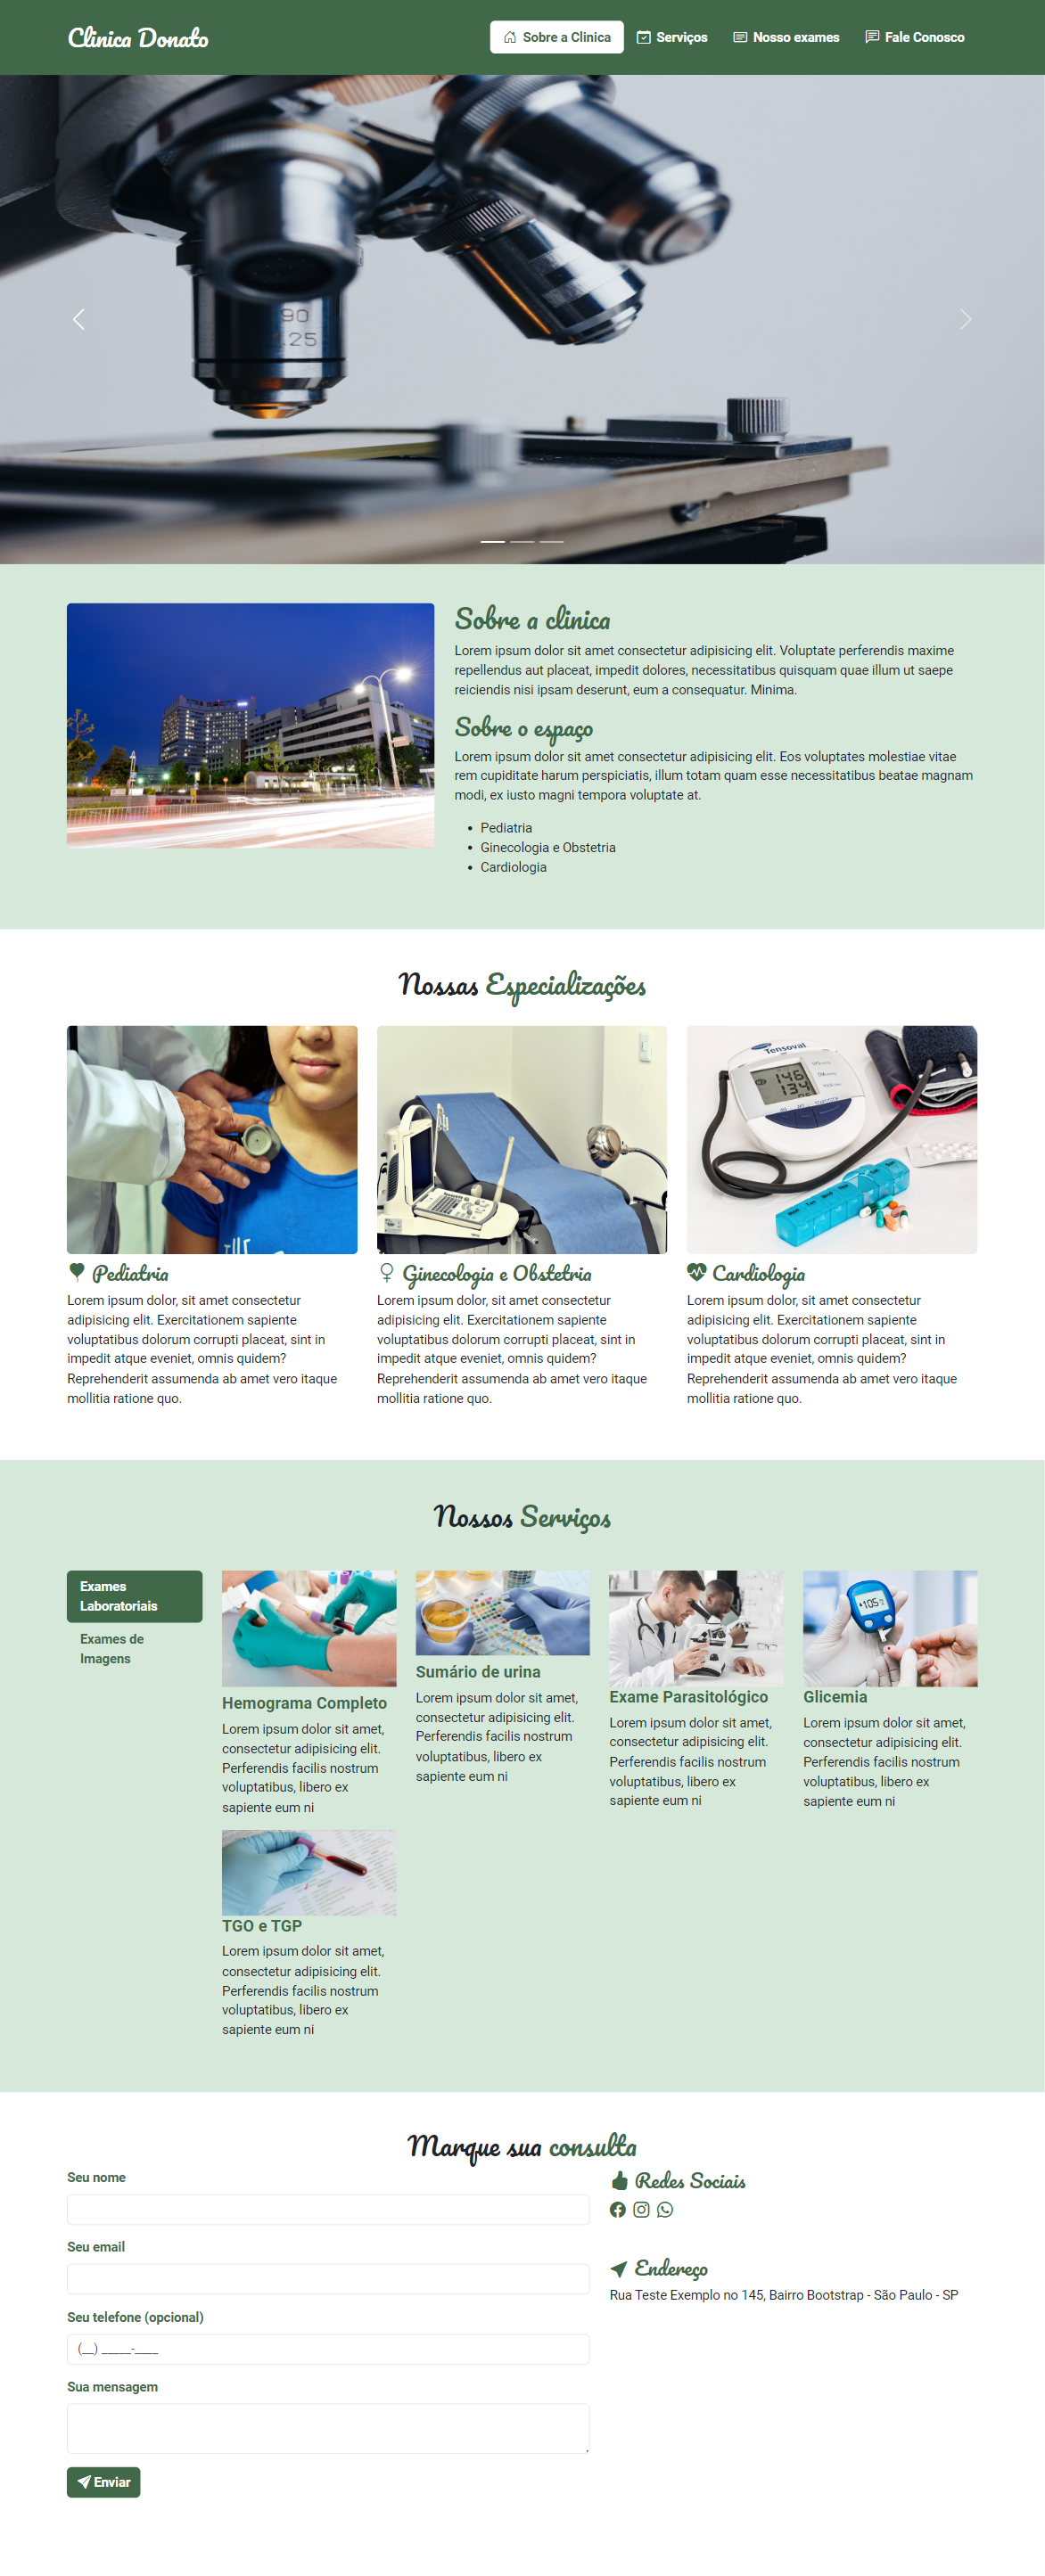 Clinica Donato
Sobre a Clinica
Serviços
Nosso exames
Fale Conosco
90
125
Sobre a clinica
Lorem ipsum dolor sit amet consectetur adipisicing elit. Voluptate perferendis maxime
repellendus aut placeat, impedit dolores, necessitatibus quisquam quae illum ut saepe
reiciendis nisi ipsam deserunt, eum a consequatur. Minima.
Sobre o espaço
Lorem ipsum dolor sit amet consectetur adipisicing elit. Eos voluptates molestiae vitae
rem cupiditate harum perspiciatis, illum totam quam esse necessitatibus beatae magnam
modi, ex iusto magni tempora voluptate at.
• Pediatria
• Ginecologia e Obstetria
• Cardiologia
Nossas Especializações
Tensoval
146
134
Pediatria
Lorem ipsum dolor, sit amet consectetur
adipisicing elit. Exercitationem sapiente
voluptatibus dolorum corrupti placeat, sint in
impedit atque eveniet, omnis quidem?
Reprehenderit assumenda ab amet vero itaque
mollitia ratione quo.
Ginecologia e Obstetria
Lorem ipsum dolor, sit amet consectetur
adipisicing elit. Exercitationem sapiente
voluptatibus dolorum corrupti placeat, sint in
impedit atque eveniet, omnis quidem?
Reprehenderit assumenda ab amet vero itaque
mollitia ratione quo.
Cardiologia
Lorem ipsum dolor, sit amet consectetur
adipisicing elit. Exercitationem sapiente
voluptatibus dolorum corrupti placeat, sint in
impedit atque eveniet, omnis quidem?
Reprehenderit assumenda ab amet vero itaque
mollitia ratione quo.
Nossos Serviços
Exames
Laboratoriais
Exames de
Imagens
Hemograma Completo
Lorem ipsum dolor sit amet,
consectetur adipisicing elit.
Perferendis facilis nostrum
voluptatibus, libero ex
sapiente eum ni
Sumário de urina
Lorem ipsum dolor sit amet,
consectetur adipisicing elit.
Perferendis facilis nostrum
voluptatibus, libero ex
sapiente eum ni
Exame Parasitológico
Lorem ipsum dolor sit amet,
consectetur adipisicing elit.
Perferendis facilis nostrum
voluptatibus, libero ex
sapiente eum ni
105
Glicemia
Lorem ipsum dolor sit amet,
consectetur adipisicing elit.
Perferendis facilis nostrum
voluptatibus, libero ex
sapiente eum ni
TGO e TGP
Lorem ipsum dolor sit amet,
consectetur adipisicing elit.
Perferendis facilis nostrum
voluptatibus, libero ex
sapiente eum ni
Marque sua consulta
Seu nome
Seu email
Seu telefone (opcional)
(__) _____-____
Sua mensagem
Enviar
Redes Sociais
Endereço
Rua Teste Exemplo no 145, Bairro Bootstrap - São Paulo - SP